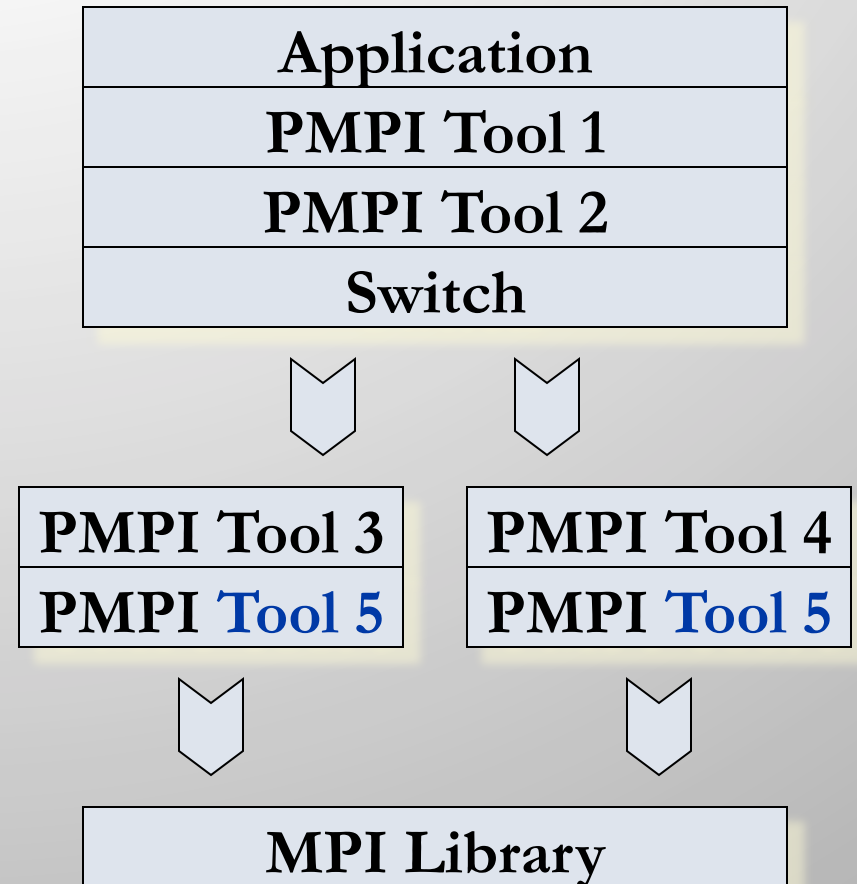 Application
PMPI Tool 1
PMPI Tool 2
Switch
PMPI Tool 3
PMPI Tool 5
PMPI Tool 4
PMPI Tool 5
MPI Library